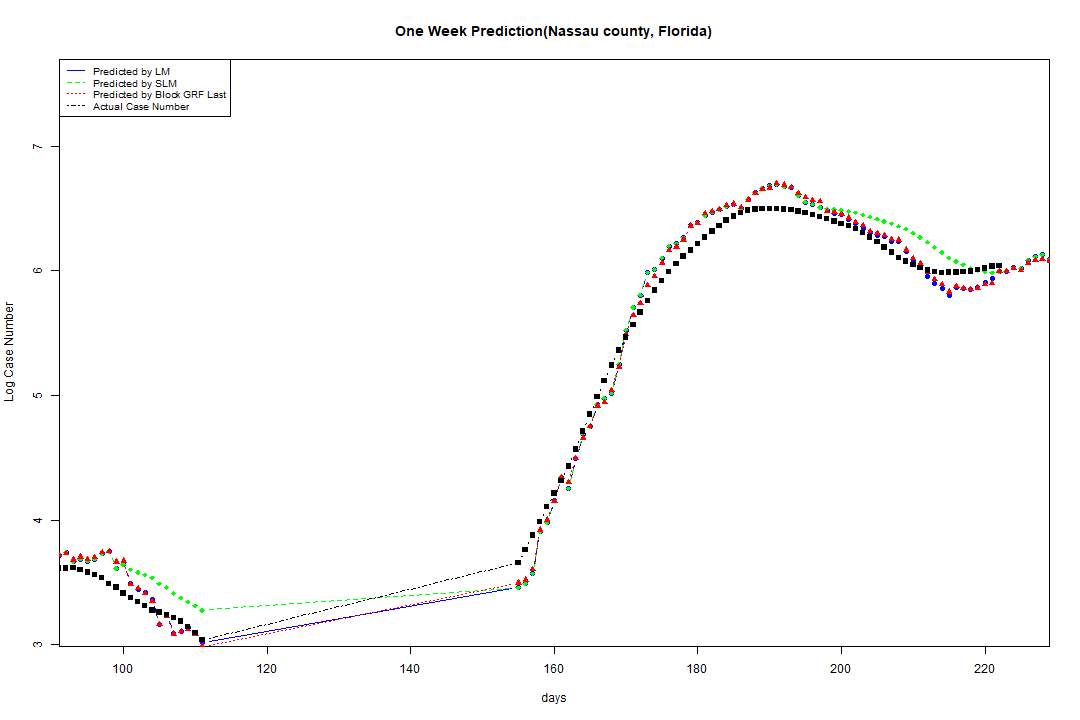 One Week Prediction(Nassau county, Florida)
Predicted by LM
Predicted by SLM
Predicted by Block GRF Last
Actual Case Number
7
6
5
4
3
Log Case Number
100 120 140 160 180 200 220
days